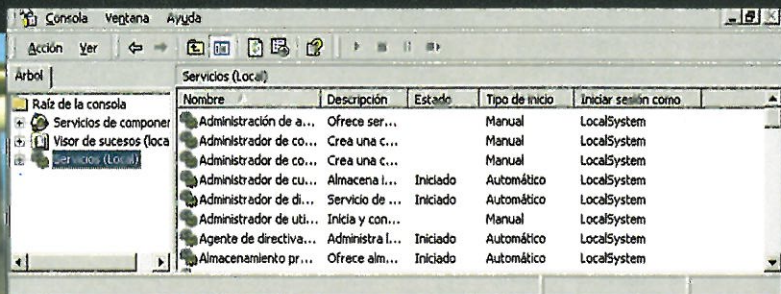 Consola Ventana Ayuda
Acción Ver
Árbol
Servicios (Local)
Raíz de la consola
Servicios de componer
Visor de sucesos (loca
Servicios (Local)
Nombre Descripción Estado Tipo de inicio Iniciar sesión como
Administración de a... Ofrece ser... Manual LocalSystem
Administrador de co... Crea una c... Manual LocalSystem
Administrador de co... Crea una c... Manual LocalSystem
Administrador de cu... Almacena i... Iniciado Automático LocalSystem
Administrador de di... Servicio de ... Iniciado Automático LocalSystem
Administrador de uti... Inicia y con... Manual LocalSystem
Agente de directiva... Administra l... Iniciado Automático LocalSystem
Almacenamiento pr... Ofrece alm... Iniciado Automático LocalSystem